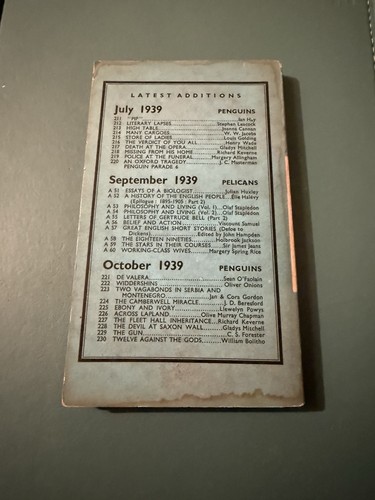 LATEST ADDITIONS
July 1939 PENGUINS
211 "PIP" Ian Hay
212 LITERARY LAPSES Stephen Leacock
213 HIGH TABLE Joanna Cannan
214 MANY CARGOES W. W. Jacobs
215 STORE OF LADIES Louis Golding
216 THE VERDICT OF YOU ALL Henry Wade
217 DEATH AT THE OPERA Gladys Mitchell
218 MISSING FROM HIS HOME Richard Keverne
219 POLICE AT THE FUNERAL Margery Allingham
220 AN OXFORD TRAGEDY J. C. Masterman
PENGUIN PARADE 6
September 1939 PELICANS
A 51 ESSAYS OF A BIOLOGIST Julian Huxley
A 52 A HISTORY OF THE ENGLISH PEOPLE Elie Halévy
(Epilogue: 1895-1905: Part 2)
A 53 PHILOSOPHY AND LIVING (Vol. 1) Olaf Stapledon
A 54 PHILOSOPHY AND LIVING (Vol. 2) Olaf Stapledon
A 55 LETTERS OF GERTRUDE BELL (Part 2)
A 56 BELIEF AND ACTION Viscount Samuel
A 57 GREAT ENGLISH SHORT STORIES (Defoe to
Dickens) Edited by John Hampden
A 58 THE EIGHTEEN NINETIES Holbrook Jackson
A 59 THE STARS IN THEIR COURSES Sir James Jeans
A 60 WORKING-CLASS WIVES Margery Spring Rice
October 1939 PENGUINS
221 DE VALERA Sean O'Faolain
222 WIDDERSHINS Oliver Onions
223 TWO VAGABONDS IN SERBIA AND
MONTENEGRO Jan & Cora Gordon
224 THE CAMBERWELL MIRACLE J. D. Beresford
225 EBONY AND IVORY Llewelyn Powys
226 ACROSS LAPLAND Olive Murray Chapman
227 THE FLEET HALL INHERITANCE Richard Keverne
228 THE DEVIL AT SAXON WALL Gladys Mitchell
229 THE GUN C. S. Forester
230 TWELVE AGAINST THE GODS William Bolitho